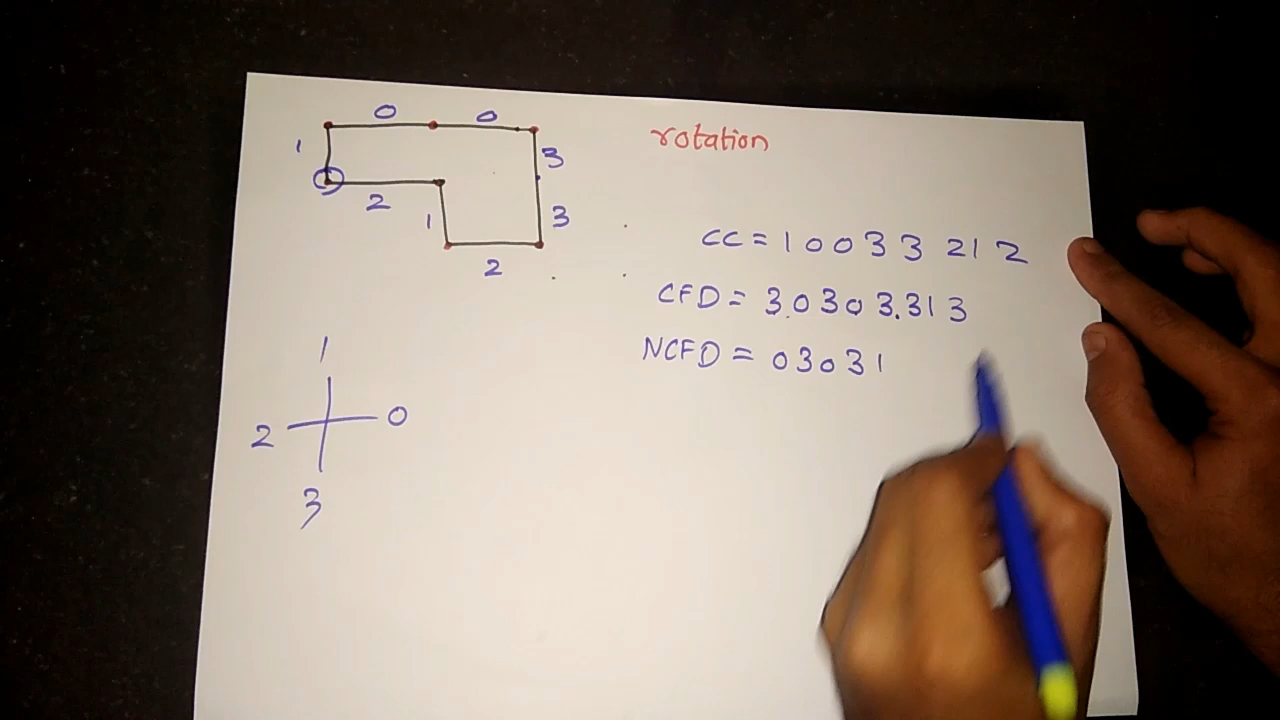 0 0
rotation
1
3
2
1
3
2
CC = 1 0 0 3 3 2 1 2
CFD = 3.0 3 0 3.3 1 3
NCFD = 0 3 0 3 1
1
2
0
3